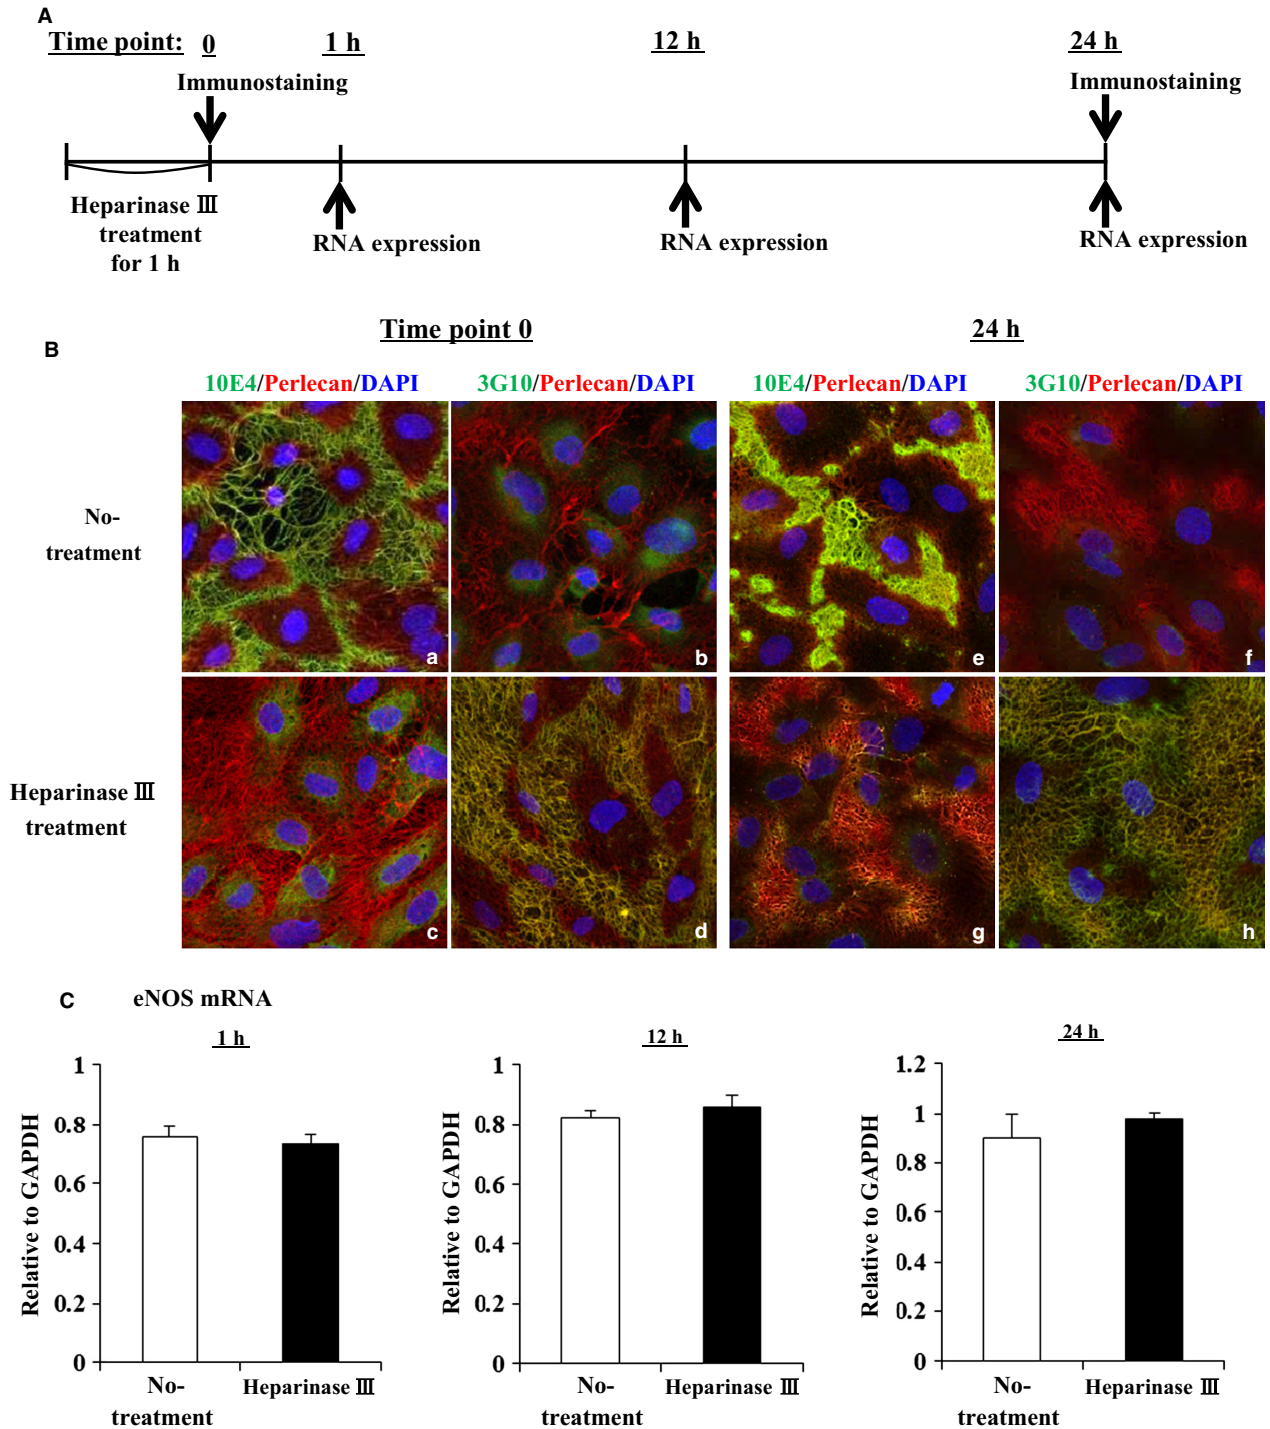 A
Time point: 0 1 h 12 h 24 h
Immunostaining Immunostaining
Heparinase Ⅲ
treatment
for 1 h
RNA expression RNA expression RNA expression
B
Time point 0 24 h
10E4/Perlecan/DAPI 3G10/Perlecan/DAPI 10E4/Perlecan/DAPI 3G10/Perlecan/DAPI
No-
treatment
a b e f
Heparinase Ⅲ
treatment
c d g h
C eNOS mRNA
1 h
Relative to GAPDH
1
0.8
0.6
0.4
0.2
0
No-
treatment
Heparinase Ⅲ
12 h
Relative to GAPDH
1
0.8
0.6
0.4
0.2
0
No-
treatment
Heparinase Ⅲ
24 h
Relative to GAPDH
1.2
1
0.8
0.6
0.4
0.2
0
No-
treatment
Heparinase Ⅲ